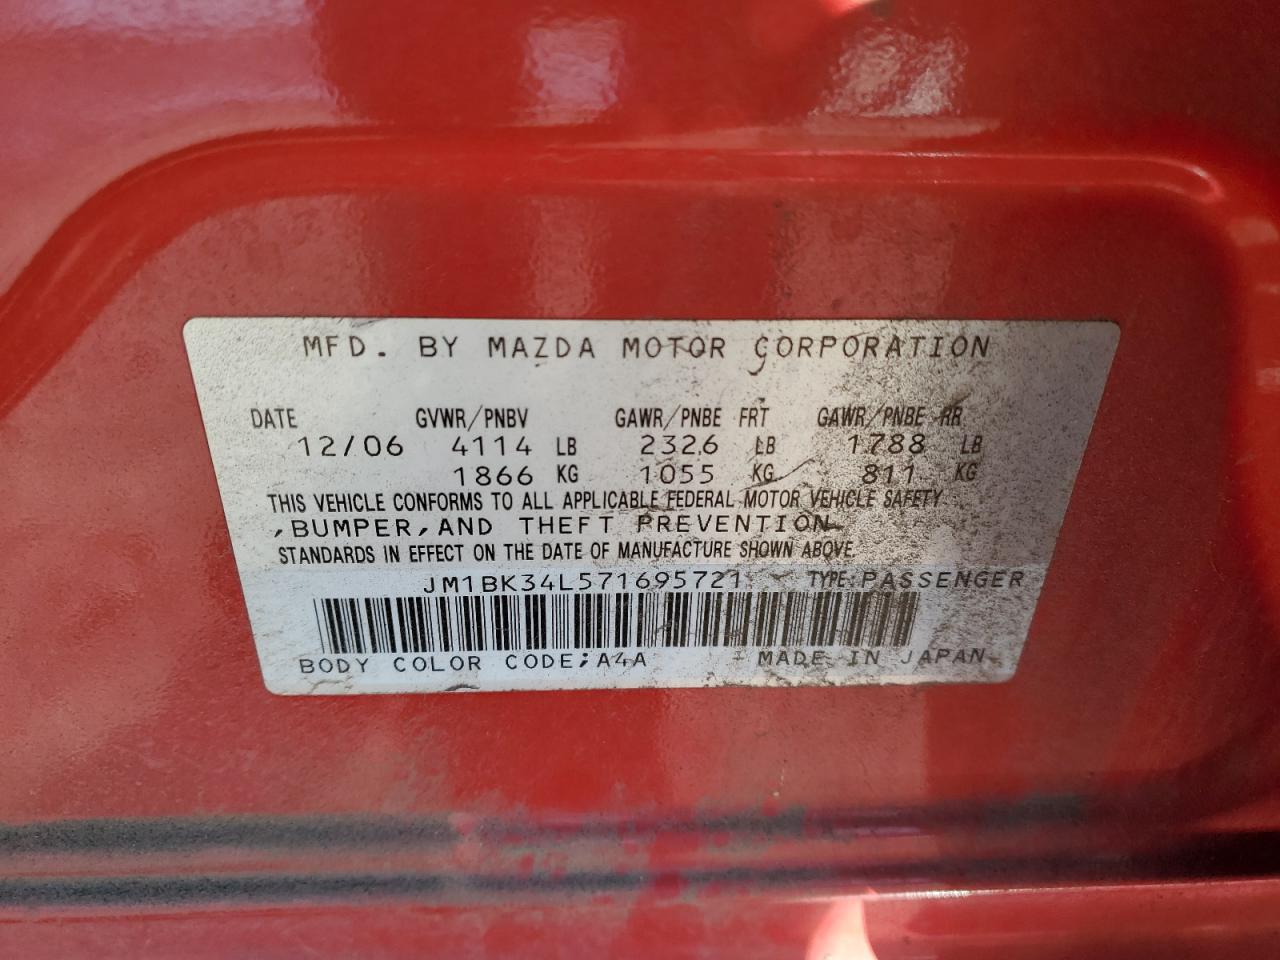 MFD. BY MAZDA MOTOR CORPORATION
DATE GVWR/PNBV GAWR/PNBE FRT GAWR/PNBE RR
12/06 4114 LB 2326 LB 1788 LB
1866 KG 1055 KG 811 KG
THIS VEHICLE CONFORMS TO ALL APPLICABLE FEDERAL MOTOR VEHICLE SAFETY
,BUMPER,AND THEFT PREVENTION
STANDARDS IN EFFECT ON THE DATE OF MANUFACTURE SHOWN ABOVE.
JM1BK34L571695721 TYPE:PASSENGER
BODY COLOR CODE:A4A MADE IN JAPAN